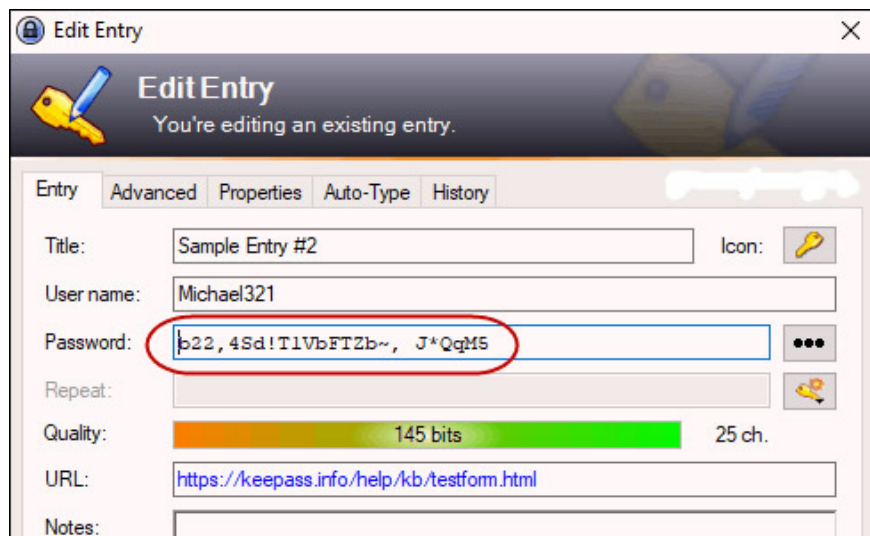 Edit Entry
Edit Entry
You're editing an existing entry.
Entry Advanced Properties Auto-Type History
Title: Sample Entry #2 Icon:
User name: Michael321
Password: b22,4Sd!TlVbFTZb~, J*QqM5
Repeat:
Quality: 145 bits 25 ch.
URL: https://keepass.info/help/kb/testform.html
Notes: